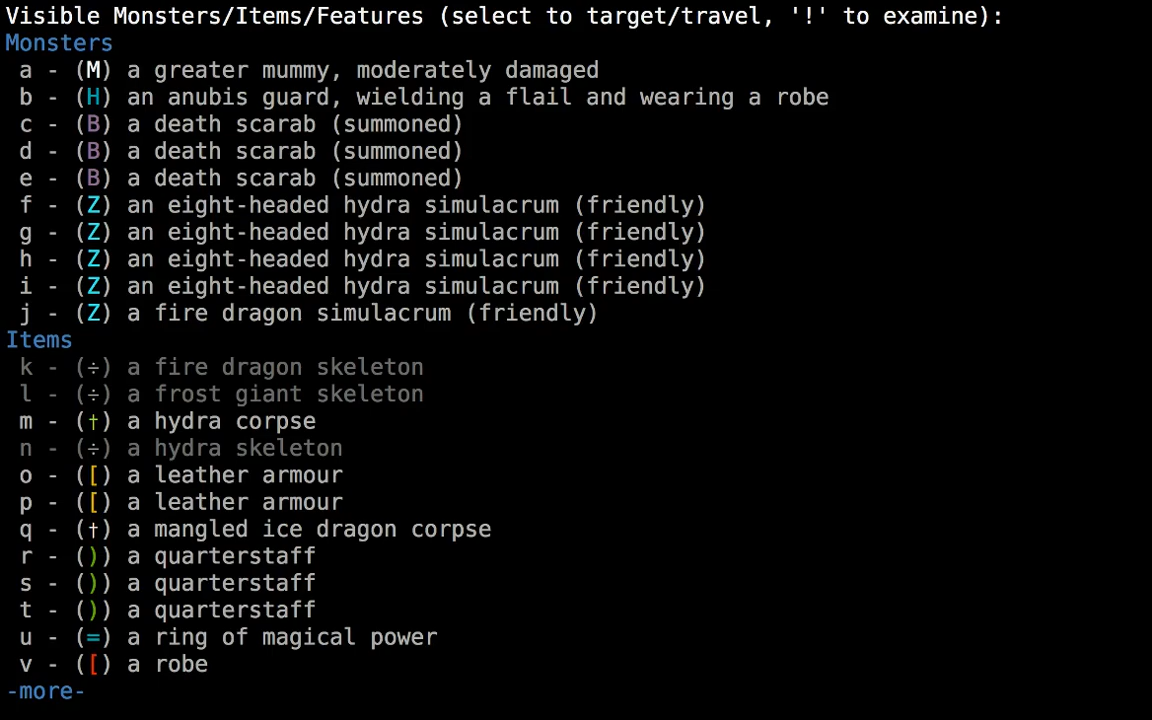 Visible Monsters/Items/Features (select to target/travel, '!' to examine):
Monsters
a - (M) a greater mummy, moderately damaged
b - (H) an anubis guard, wielding a flail and wearing a robe
c - (B) a death scarab (summoned)
d - (B) a death scarab (summoned)
e - (B) a death scarab (summoned)
f - (Z) an eight-headed hydra simulacrum (friendly)
g - (Z) an eight-headed hydra simulacrum (friendly)
h - (Z) an eight-headed hydra simulacrum (friendly)
i - (Z) an eight-headed hydra simulacrum (friendly)
j - (Z) a fire dragon simulacrum (friendly)
Items
k - (÷) a fire dragon skeleton
l - (÷) a frost giant skeleton
m - (†) a hydra corpse
n - (÷) a hydra skeleton
o - ([) a leather armour
p - ([) a leather armour
q - (†) a mangled ice dragon corpse
r - ()) a quarterstaff
s - ()) a quarterstaff
t - ()) a quarterstaff
u - (=) a ring of magical power
v - ([) a robe
-more-